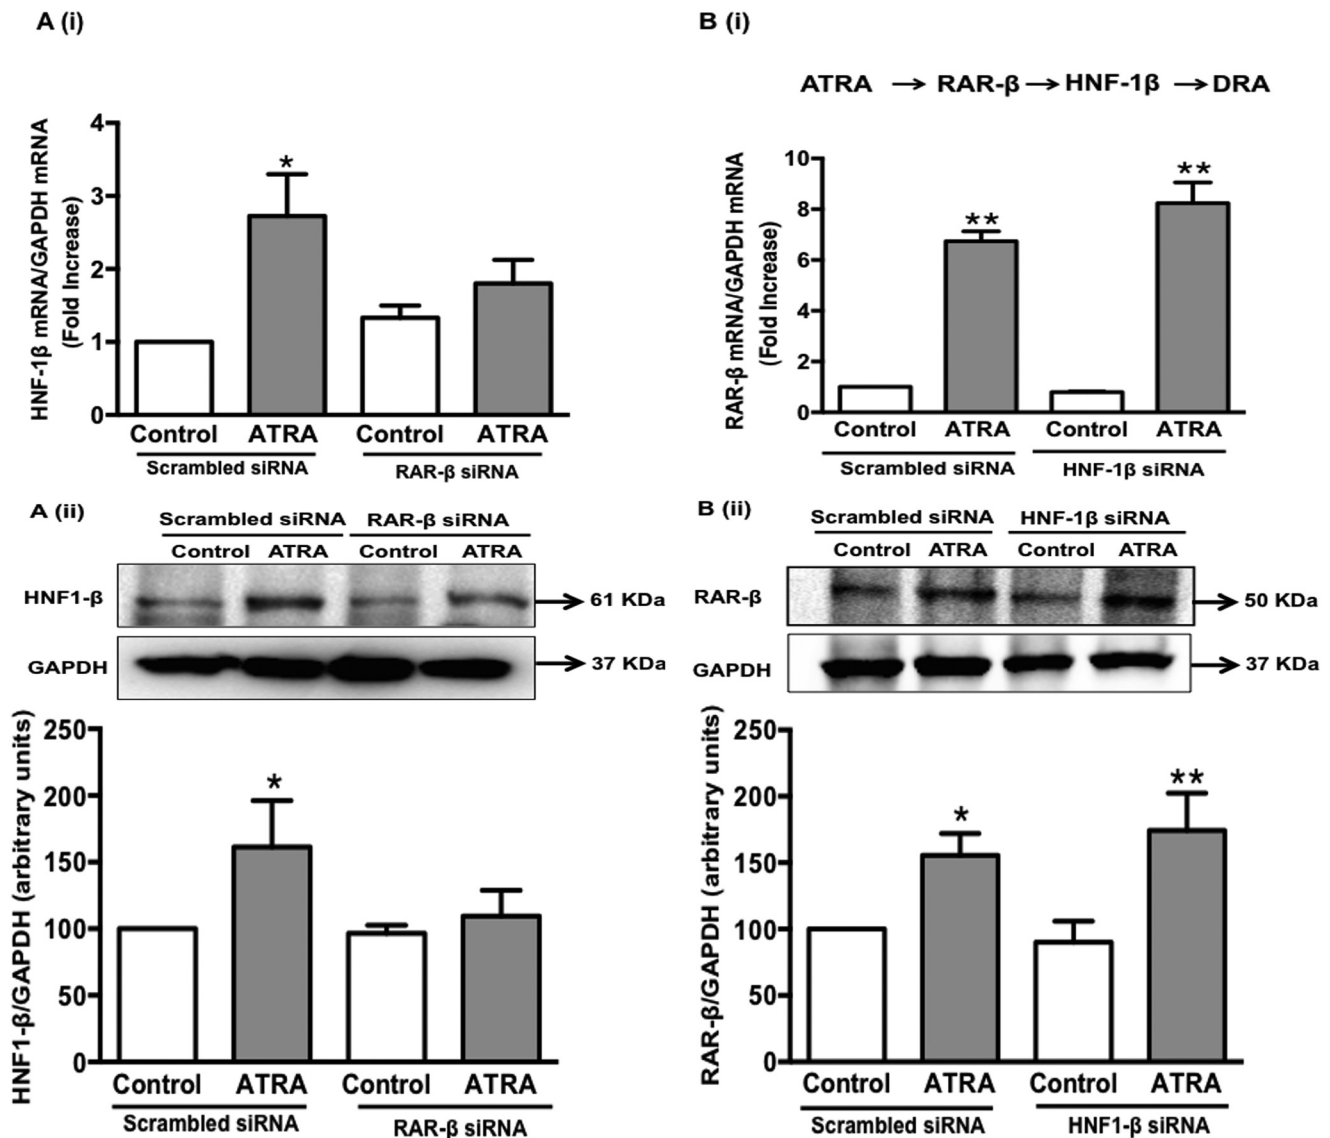 A (i)
HNF-1β mRNA/GAPDH mRNA
(Fold Increase)
4
3
2
1
0
*
Control ATRA Control ATRA
Scrambled siRNA RAR-β siRNA
B (i)
ATRA → RAR-β → HNF-1β → DRA
RAR-β mRNA/GAPDH mRNA
(Fold Increase)
10
8
6
4
2
0
** **
Control ATRA Control ATRA
Scrambled siRNA HNF-1β siRNA
A (ii)
Scrambled siRNA RAR-β siRNA
Control ATRA Control ATRA
HNF1-β → 61 KDa
GAPDH → 37 KDa
HNF1-β/GAPDH (arbitrary units)
250
200
150
100
50
0
*
Control ATRA Control ATRA
Scrambled siRNA RAR-β siRNA
B (ii)
Scrambled siRNA HNF-1β siRNA
Control ATRA Control ATRA
RAR-β → 50 KDa
GAPDH → 37 KDa
RAR-β/GAPDH (arbitrary units)
250
200
150
100
50
0
* **
Control ATRA Control ATRA
Scrambled siRNA HNF1-β siRNA